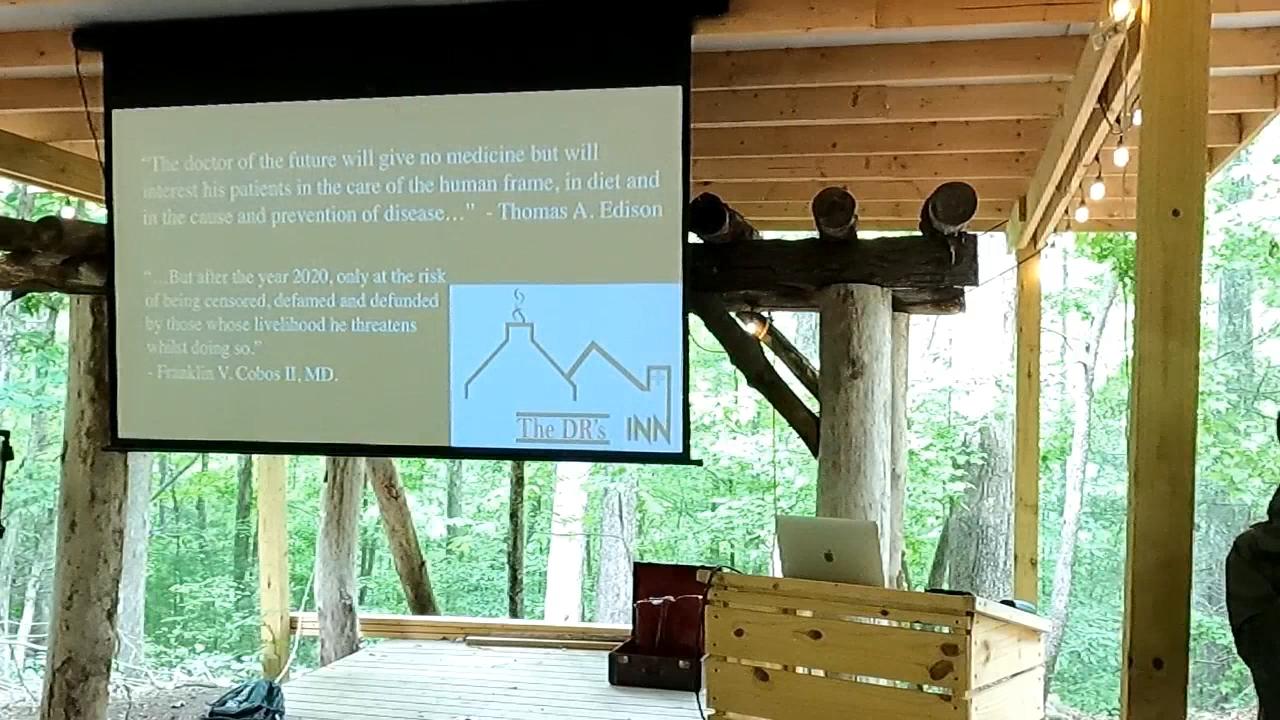 “The doctor of the future will give no medicine but will
interest his patients in the care of the human frame, in diet and
in the cause and prevention of disease…” - Thomas A. Edison
“…But after the year 2020, only at the risk
of being censored, defamed and defunded
by those whose livelihood he threatens
whilst doing so.”
- Franklin V. Cobos II, MD.
The DR's INN